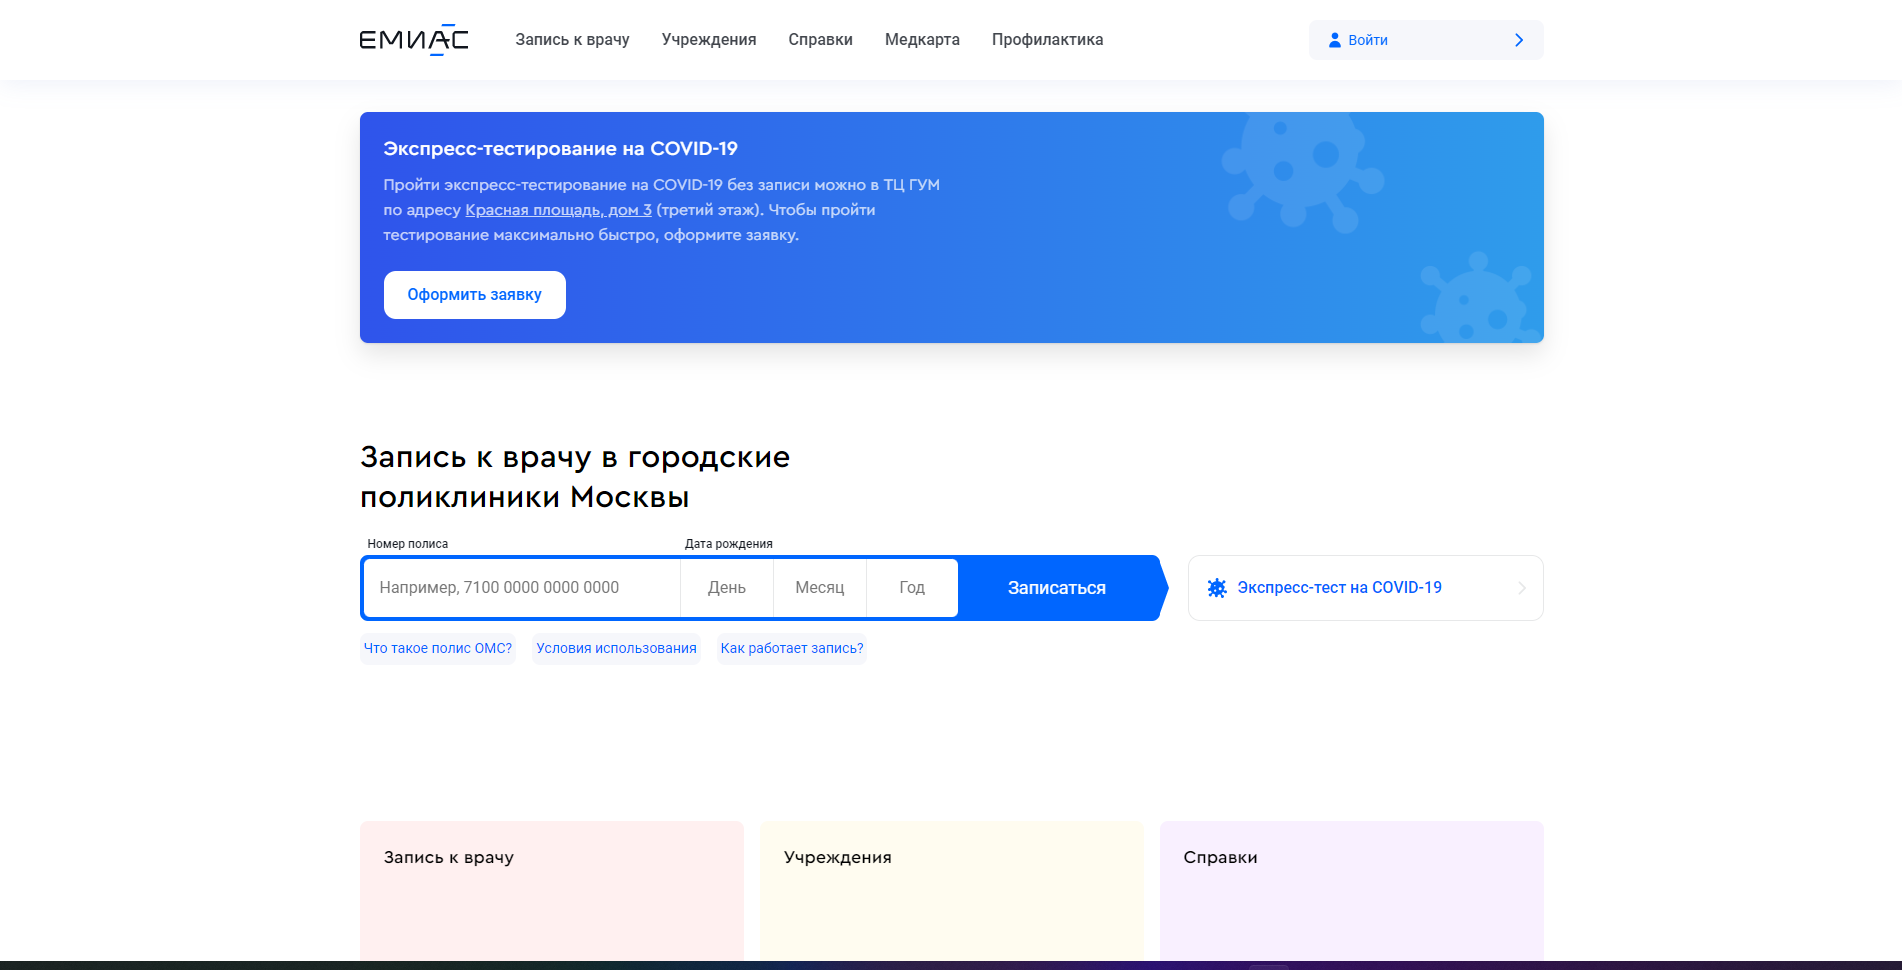 ЕМИАС
Запись к врачу
Учреждения
Справки
Медкарта
Профилактика
Войти
Экспресс-тестирование на COVID-19
Пройти экспресс-тестирование на COVID-19 без записи можно в ТЦ ГУМ
по адресу Красная площадь, дом 3 (третий этаж). Чтобы пройти
тестирование максимально быстро, оформите заявку.
Оформить заявку
Запись к врачу в городские
поликлиники Москвы
Номер полиса
Дата рождения
Например, 7100 0000 0000 0000
День
Месяц
Год
Записаться
Экспресс-тест на COVID-19
Что такое полис ОМС?
Условия использования
Как работает запись?
Запись к врачу
Учреждения
Справки